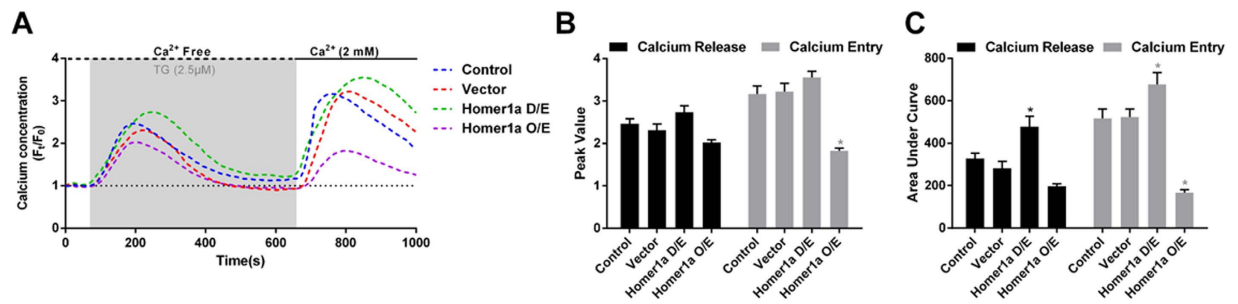 A
Ca²⁺ Free
Ca²⁺ (2 mM)
TG (2.5μM)
Calcium concentration
(F₁/F₀)
4
3
2
1
0
0
200
400
600
800
1000
Time(s)
Control
Vector
Homer1a D/E
Homer1a O/E
B
Calcium Release
Calcium Entry
Peak Value
4
3
2
1
0
*
Control
Vector
Homer1a D/E
Homer1a O/E
Control
Vector
Homer1a D/E
Homer1a O/E
C
Calcium Release
Calcium Entry
Area Under Curve
800
600
400
200
0
*
*
*
Control
Vector
Homer1a D/E
Homer1a O/E
Control
Vector
Homer1a D/E
Homer1a O/E